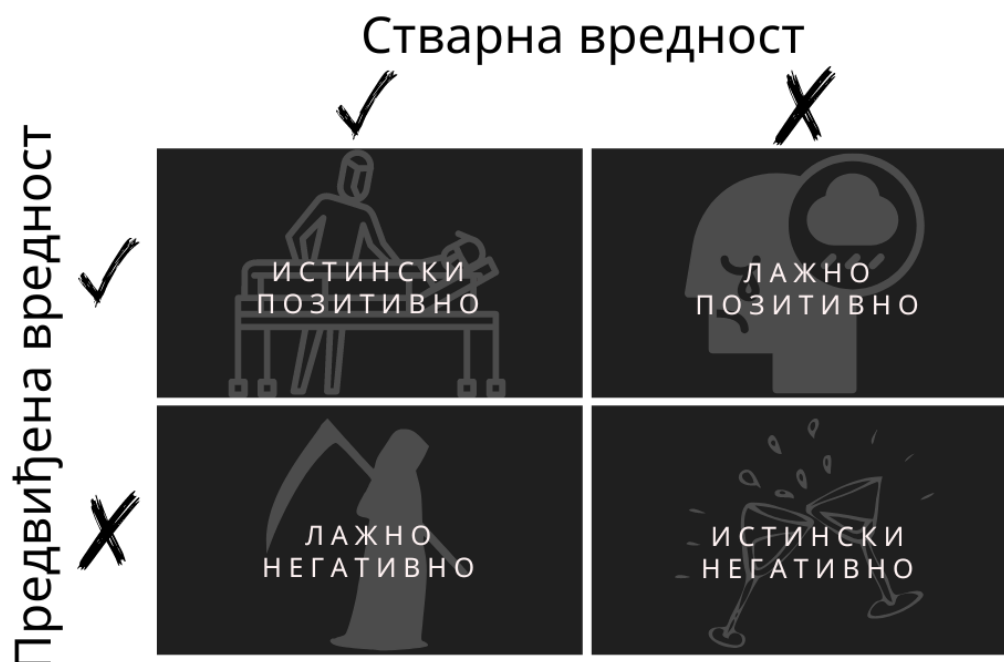 Стварна вредност
Предвиђена вредност
ИСТИНСКИ
ПОЗИТИВНО
ЛАЖНО
ПОЗИТИВНО
ЛАЖНО
НЕГАТИВНО
ИСТИНСКИ
НЕГАТИВНО